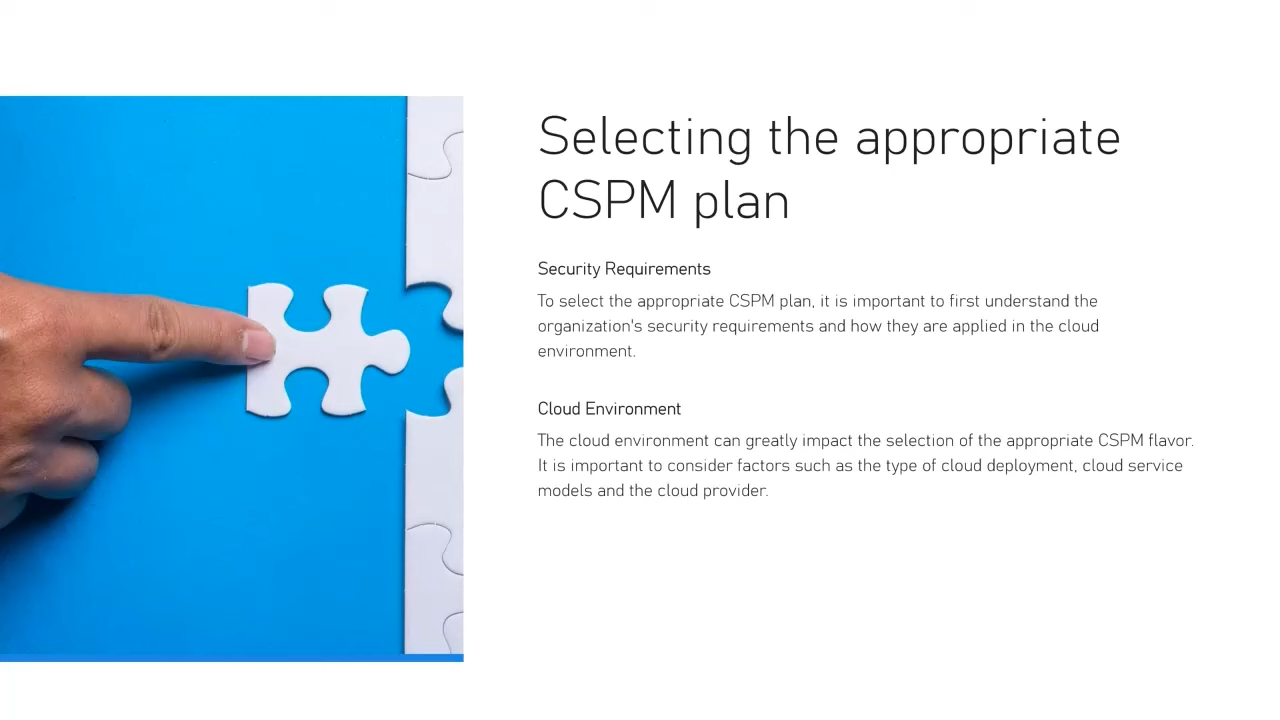 Selecting the appropriate
CSPM plan
Security Requirements
To select the appropriate CSPM plan, it is important to first understand the
organization's security requirements and how they are applied in the cloud
environment.
Cloud Environment
The cloud environment can greatly impact the selection of the appropriate CSPM flavor.
It is important to consider factors such as the type of cloud deployment, cloud service
models and the cloud provider.